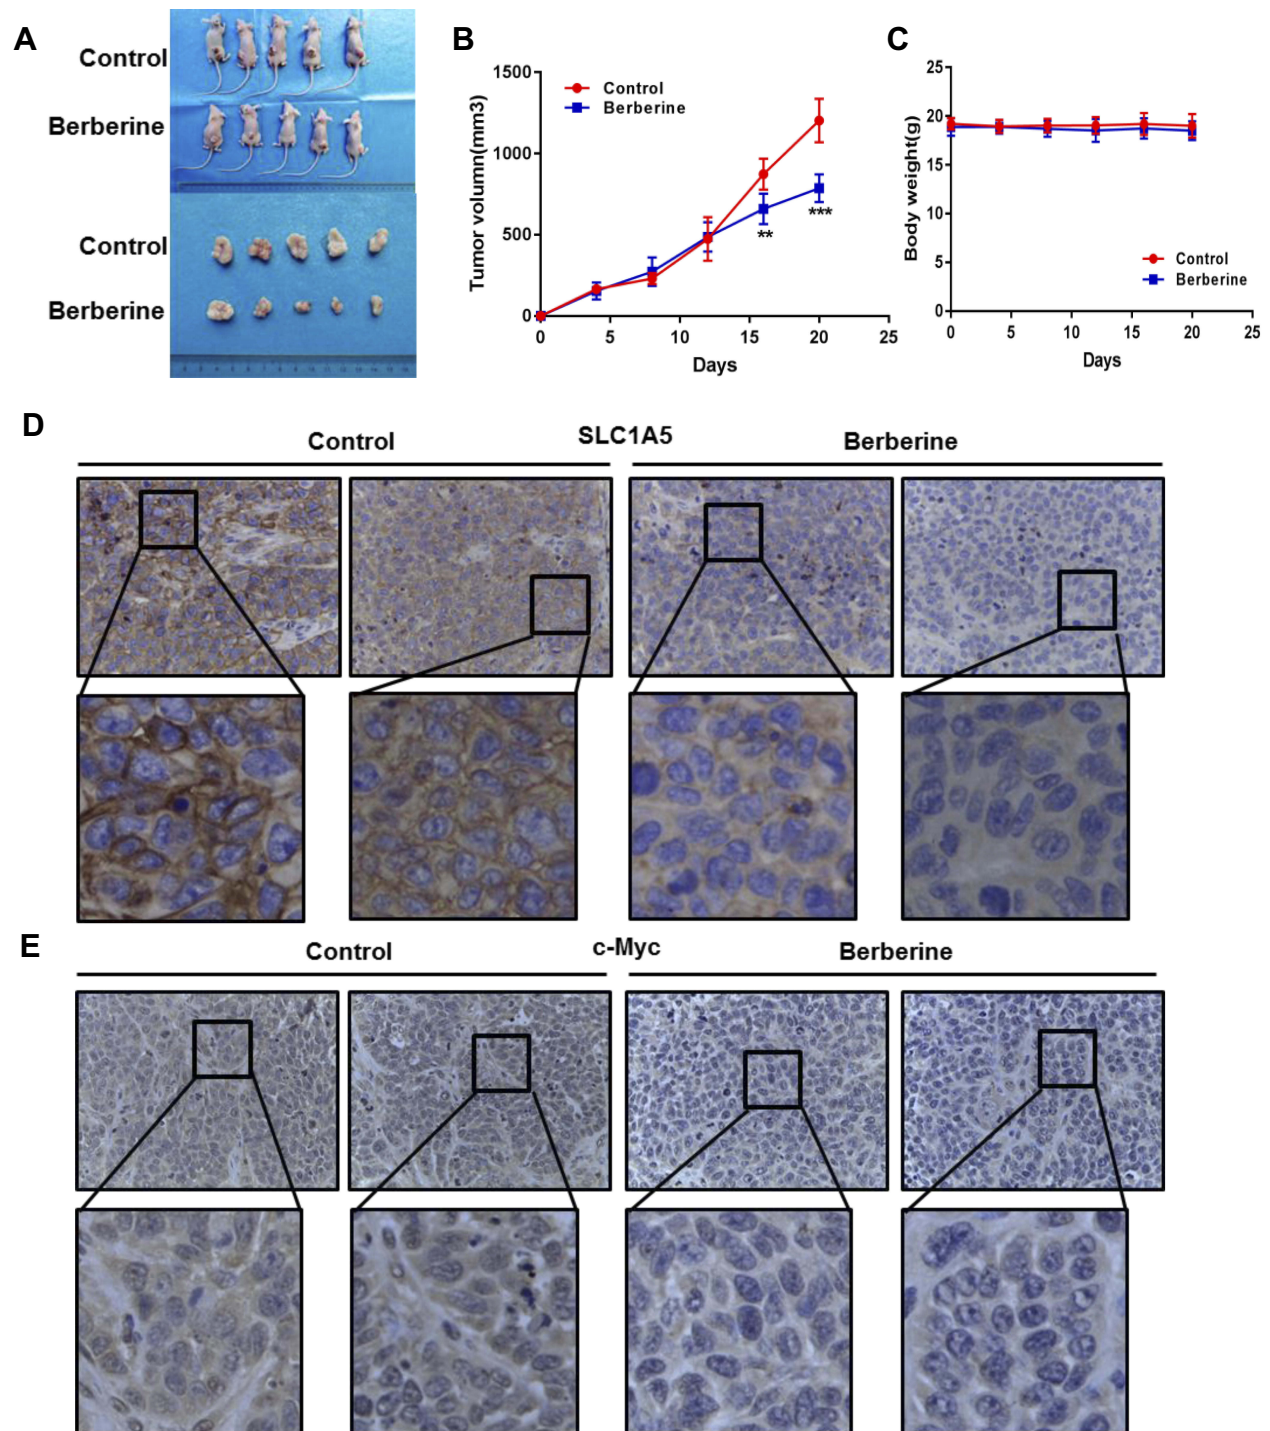 A
Control
Berberine
Control
Berberine
B
1500
1000
500
0
Tumor volumn(mm3)
Control
Berberine
**
***
0 5 10 15 20 25
Days
C
25
20
15
10
5
0
Body weight(g)
Control
Berberine
0 5 10 15 20 25
Days
D
Control SLC1A5 Berberine
E
Control c-Myc Berberine